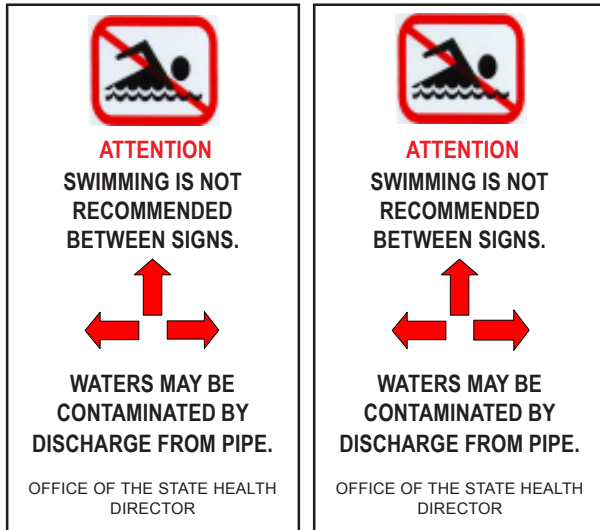 ATTENTION
SWIMMING IS NOT
RECOMMENDED
BETWEEN SIGNS.
WATERS MAY BE
CONTAMINATED BY
DISCHARGE FROM PIPE.
OFFICE OF THE STATE HEALTH
DIRECTOR
ATTENTION
SWIMMING IS NOT
RECOMMENDED
BETWEEN SIGNS.
WATERS MAY BE
CONTAMINATED BY
DISCHARGE FROM PIPE.
OFFICE OF THE STATE HEALTH
DIRECTOR